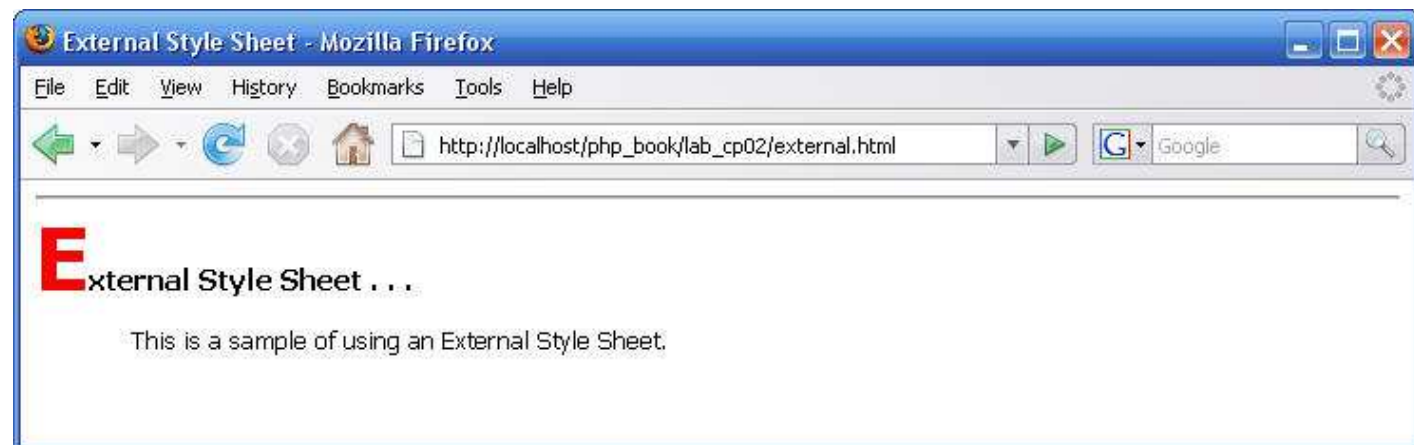 External Style Sheet - Mozilla Firefox
File Edit View History Bookmarks Tools Help
http://localhost/php_book/lab_cp02/external.html G Google
External Style Sheet . . .
This is a sample of using an External Style Sheet.